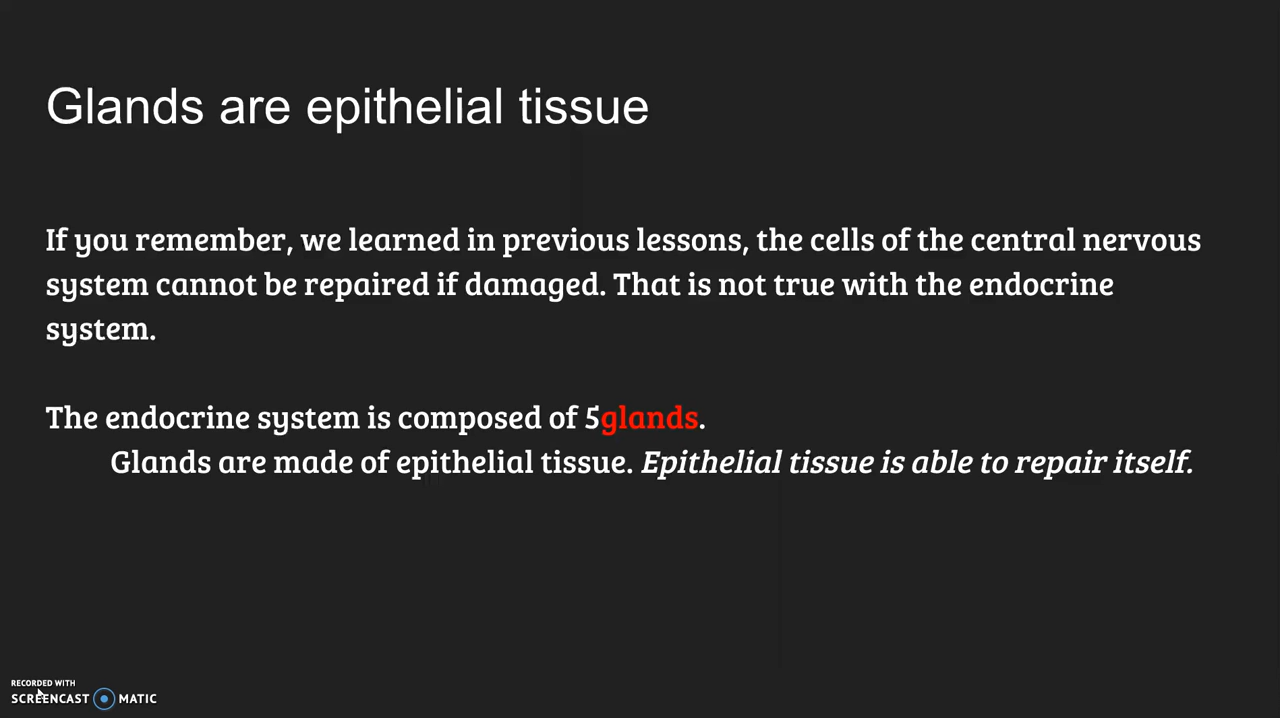 Glands are epithelial tissue
If you remember, we learned in previous lessons, the cells of the central nervous
system cannot be repaired if damaged. That is not true with the endocrine
system.
The endocrine system is composed of 5glands.
Glands are made of epithelial tissue. Epithelial tissue is able to repair itself.
RECORDED WITH
SCREENCAST MATIC